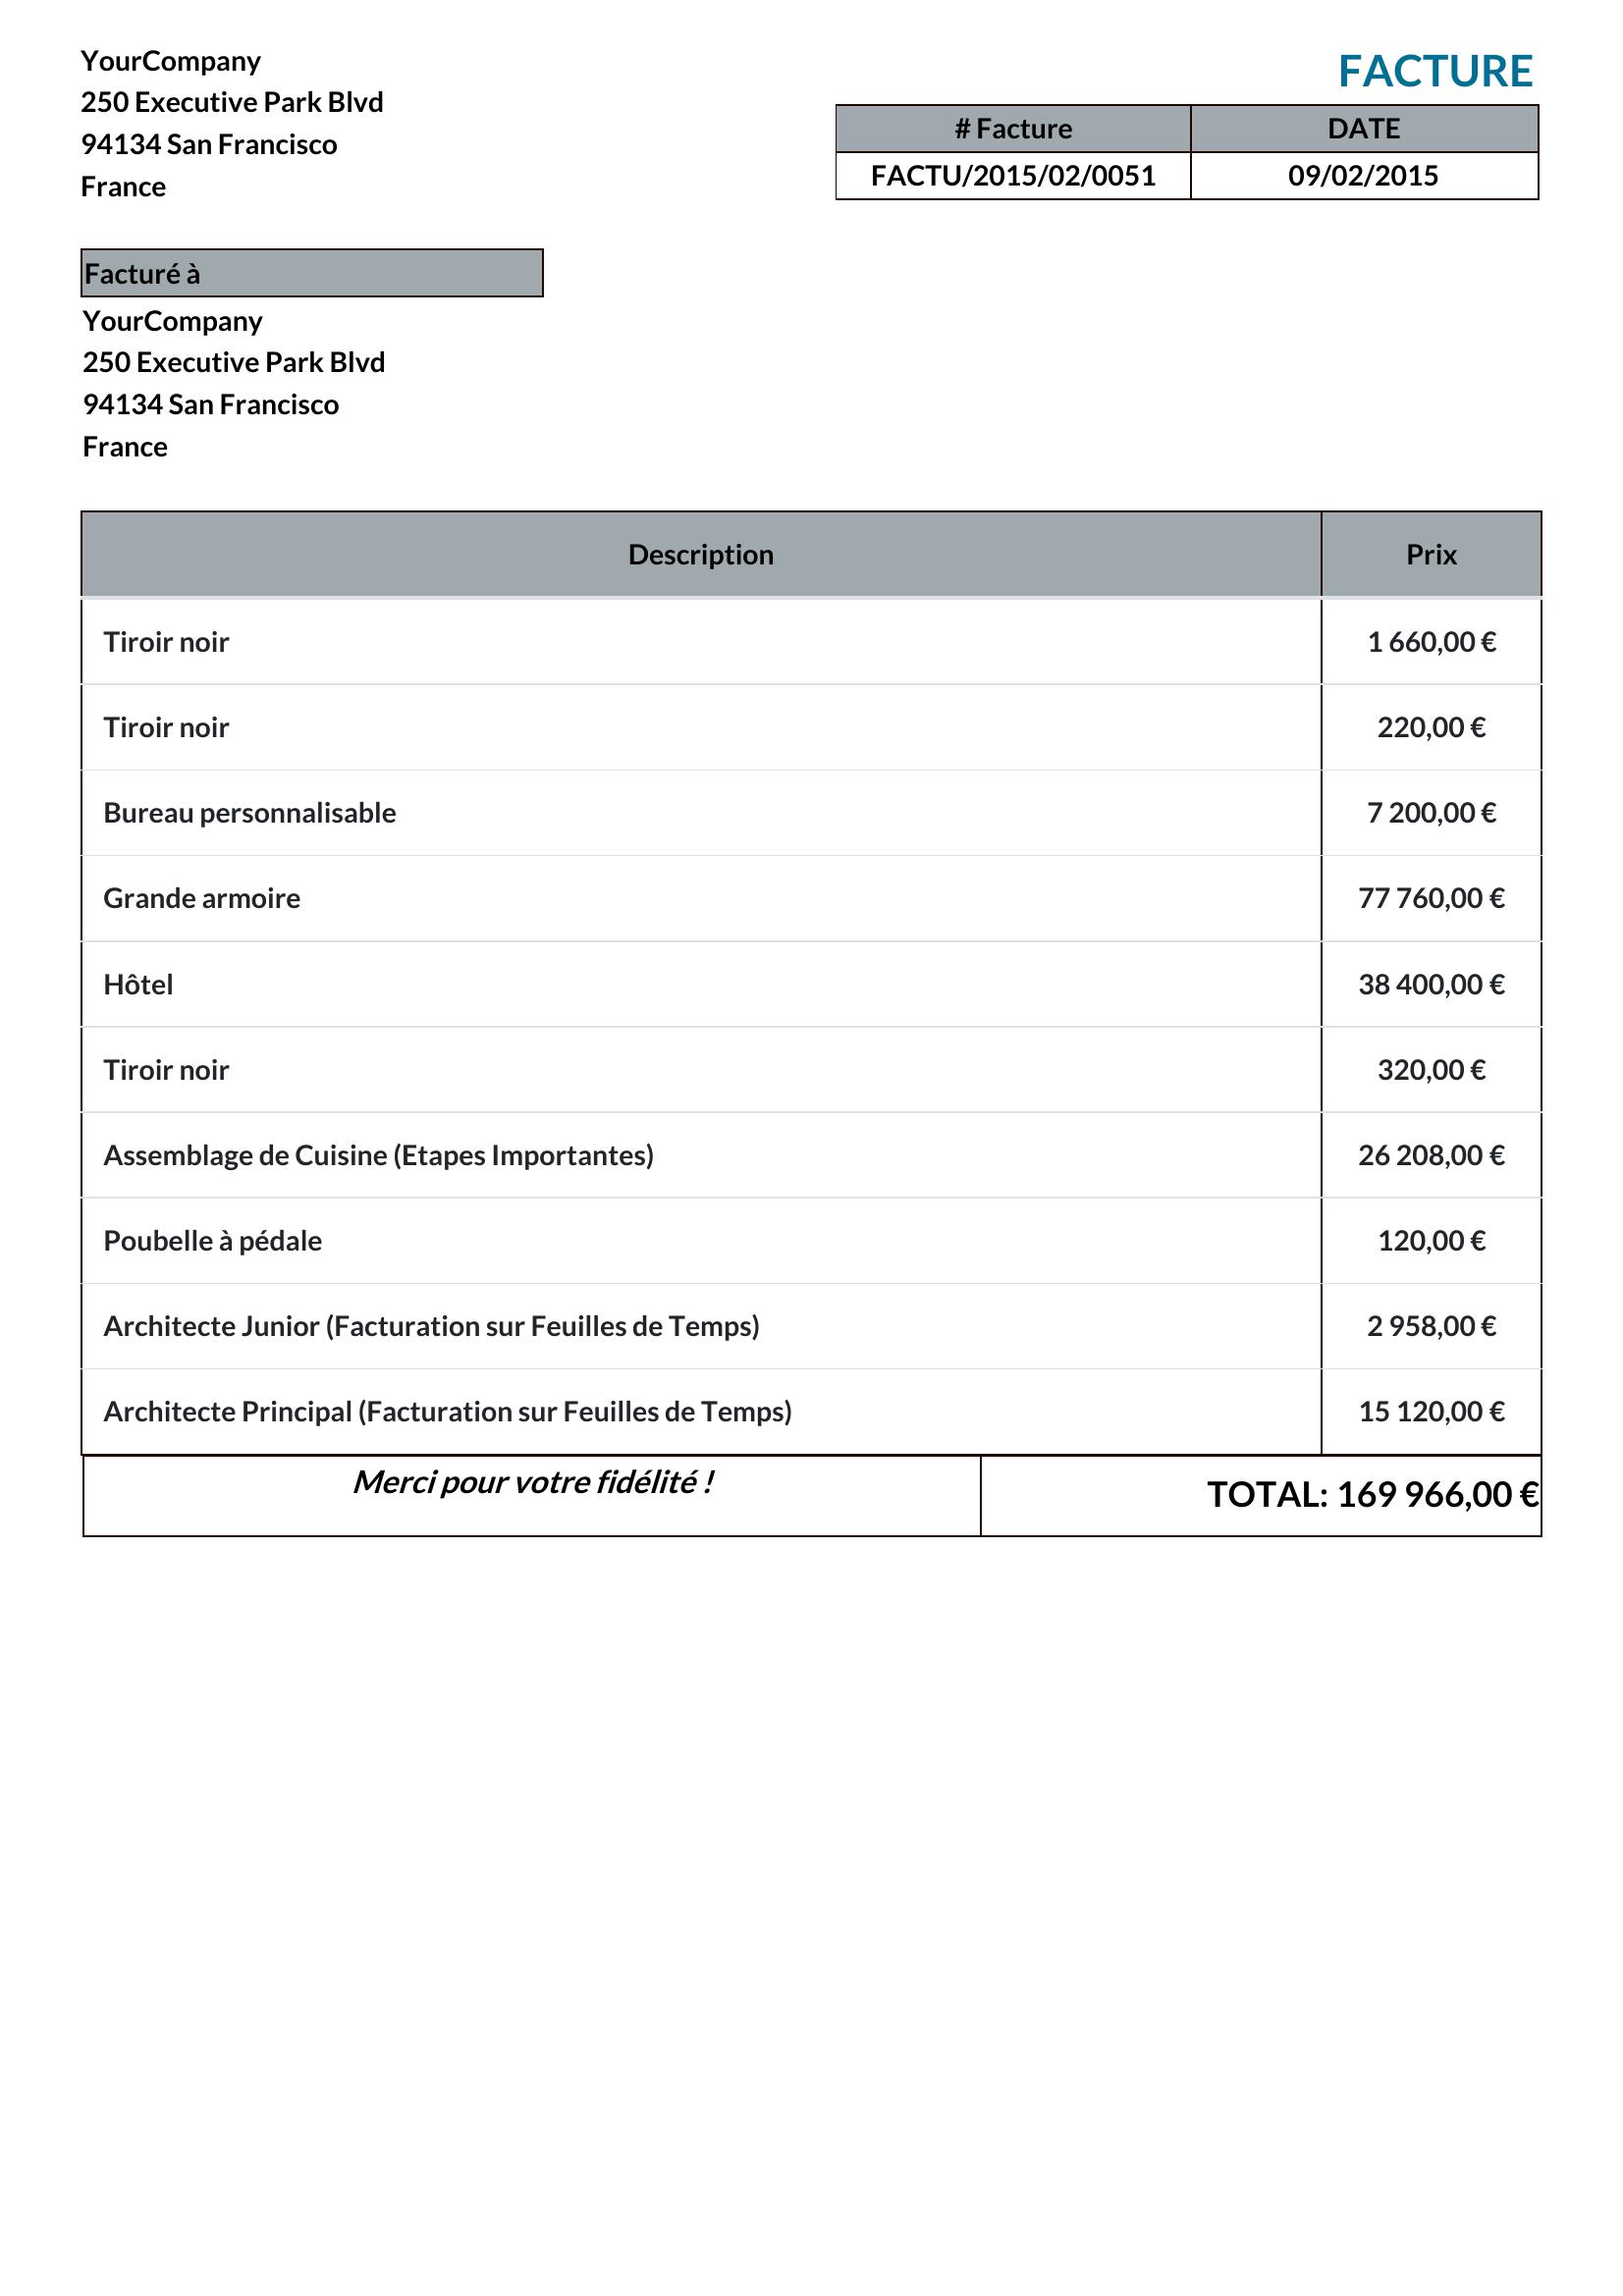 YourCompany
250 Executive Park Blvd
94134 San Francisco
France
FACTURE
# Facture DATE
FACTU/2015/02/0051 09/02/2015
Facturé à
YourCompany
250 Executive Park Blvd
94134 San Francisco
France
Description Prix
Tiroir noir 1 660,00 €
Tiroir noir 220,00 €
Bureau personnalisable 7 200,00 €
Grande armoire 77 760,00 €
Hôtel 38 400,00 €
Tiroir noir 320,00 €
Assemblage de Cuisine (Etapes Importantes) 26 208,00 €
Poubelle à pédale 120,00 €
Architecte Junior (Facturation sur Feuilles de Temps) 2 958,00 €
Architecte Principal (Facturation sur Feuilles de Temps) 15 120,00 €
Merci pour votre fidélité ! TOTAL: 169 966,00 €